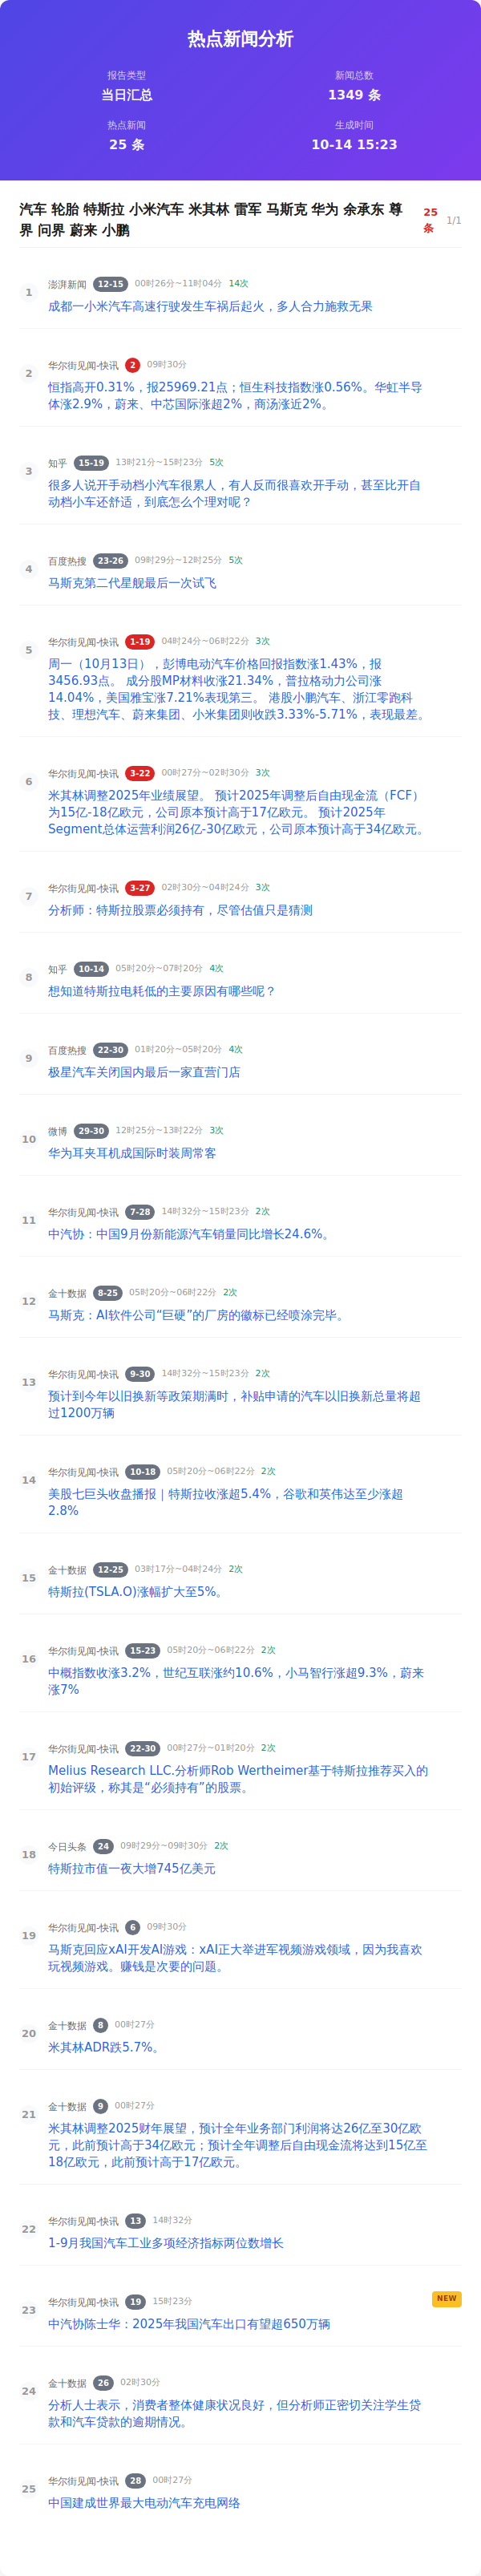 热点新闻分析
报告类型
新闻总数
当日汇总
1349 条
热点新闻
生成时间
25 条
10-14 15:23
汽车 轮胎 特斯拉 小米汽车 米其林 雷军 马斯克 华为 余承东 尊
界 问界 蔚来 小鹏
25
条
1/1
1
澎湃新闻 12-15 00时26分~11时04分 14次
成都一小米汽车高速行驶发生车祸后起火，多人合力施救无果
2
华尔街见闻-快讯 2 09时30分
恒指高开0.31%，报25969.21点；恒生科技指数涨0.56%。华虹半导
体涨2.9%，蔚来、中芯国际涨超2%，商汤涨近2%。
3
知乎 15-19 13时21分~15时23分 5次
很多人说开手动档小汽车很累人，有人反而很喜欢开手动，甚至比开自
动档小车还舒适，到底怎么个理对呢？
4
百度热搜 23-26 09时29分~12时25分 5次
马斯克第二代星舰最后一次试飞
5
华尔街见闻-快讯 1-19 04时24分~06时22分 3次
周一（10月13日），彭博电动汽车价格回报指数涨1.43%，报
3456.93点。 成分股MP材料收涨21.34%，普拉格动力公司涨
14.04%，美国雅宝涨7.21%表现第三。 港股小鹏汽车、浙江零跑科
技、理想汽车、蔚来集团、小米集团则收跌3.33%-5.71%，表现最差。
6
华尔街见闻-快讯 3-22 00时27分~02时30分 3次
米其林调整2025年业绩展望。 预计2025年调整后自由现金流（FCF）
为15亿-18亿欧元，公司原本预计高于17亿欧元。 预计2025年
Segment总体运营利润26亿-30亿欧元，公司原本预计高于34亿欧元。
7
华尔街见闻-快讯 3-27 02时30分~04时24分 3次
分析师：特斯拉股票必须持有，尽管估值只是猜测
8
知乎 10-14 05时20分~07时20分 4次
想知道特斯拉电耗低的主要原因有哪些呢？
9
百度热搜 22-30 01时20分~05时20分 4次
极星汽车关闭国内最后一家直营门店
10
微博 29-30 12时25分~13时22分 3次
华为耳夹耳机成国际时装周常客
11
华尔街见闻-快讯 7-28 14时32分~15时23分 2次
中汽协：中国9月份新能源汽车销量同比增长24.6%。
12
金十数据 8-25 05时20分~06时22分 2次
马斯克：AI软件公司“巨硬”的厂房的徽标已经喷涂完毕。
13
华尔街见闻-快讯 9-30 14时32分~15时23分 2次
预计到今年以旧换新等政策期满时，补贴申请的汽车以旧换新总量将超
过1200万辆
14
华尔街见闻-快讯 10-18 05时20分~06时22分 2次
美股七巨头收盘播报｜特斯拉收涨超5.4%，谷歌和英伟达至少涨超
2.8%
15
金十数据 12-25 03时17分~04时24分 2次
特斯拉(TSLA.O)涨幅扩大至5%。
16
华尔街见闻-快讯 15-23 05时20分~06时22分 2次
中概指数收涨3.2%，世纪互联涨约10.6%，小马智行涨超9.3%，蔚来
涨7%
17
华尔街见闻-快讯 22-30 00时27分~01时20分 2次
Melius Research LLC.分析师Rob Wertheimer基于特斯拉推荐买入的
初始评级，称其是“必须持有”的股票。
18
今日头条 24 09时29分~09时30分 2次
特斯拉市值一夜大增745亿美元
19
华尔街见闻-快讯 6 09时30分
马斯克回应xAI开发AI游戏：xAI正大举进军视频游戏领域，因为我喜欢
玩视频游戏。赚钱是次要的问题。
20
金十数据 8 00时27分
米其林ADR跌5.7%。
21
金十数据 9 00时27分
米其林调整2025财年展望，预计全年业务部门利润将达26亿至30亿欧
元，此前预计高于34亿欧元；预计全年调整后自由现金流将达到15亿至
18亿欧元，此前预计高于17亿欧元。
22
华尔街见闻-快讯 13 14时32分
1-9月我国汽车工业多项经济指标两位数增长
23
华尔街见闻-快讯 19 15时23分
NEW
中汽协陈士华：2025年我国汽车出口有望超650万辆
24
金十数据 26 02时30分
分析人士表示，消费者整体健康状况良好，但分析师正密切关注学生贷
款和汽车贷款的逾期情况。
25
华尔街见闻-快讯 28 00时27分
中国建成世界最大电动汽车充电网络